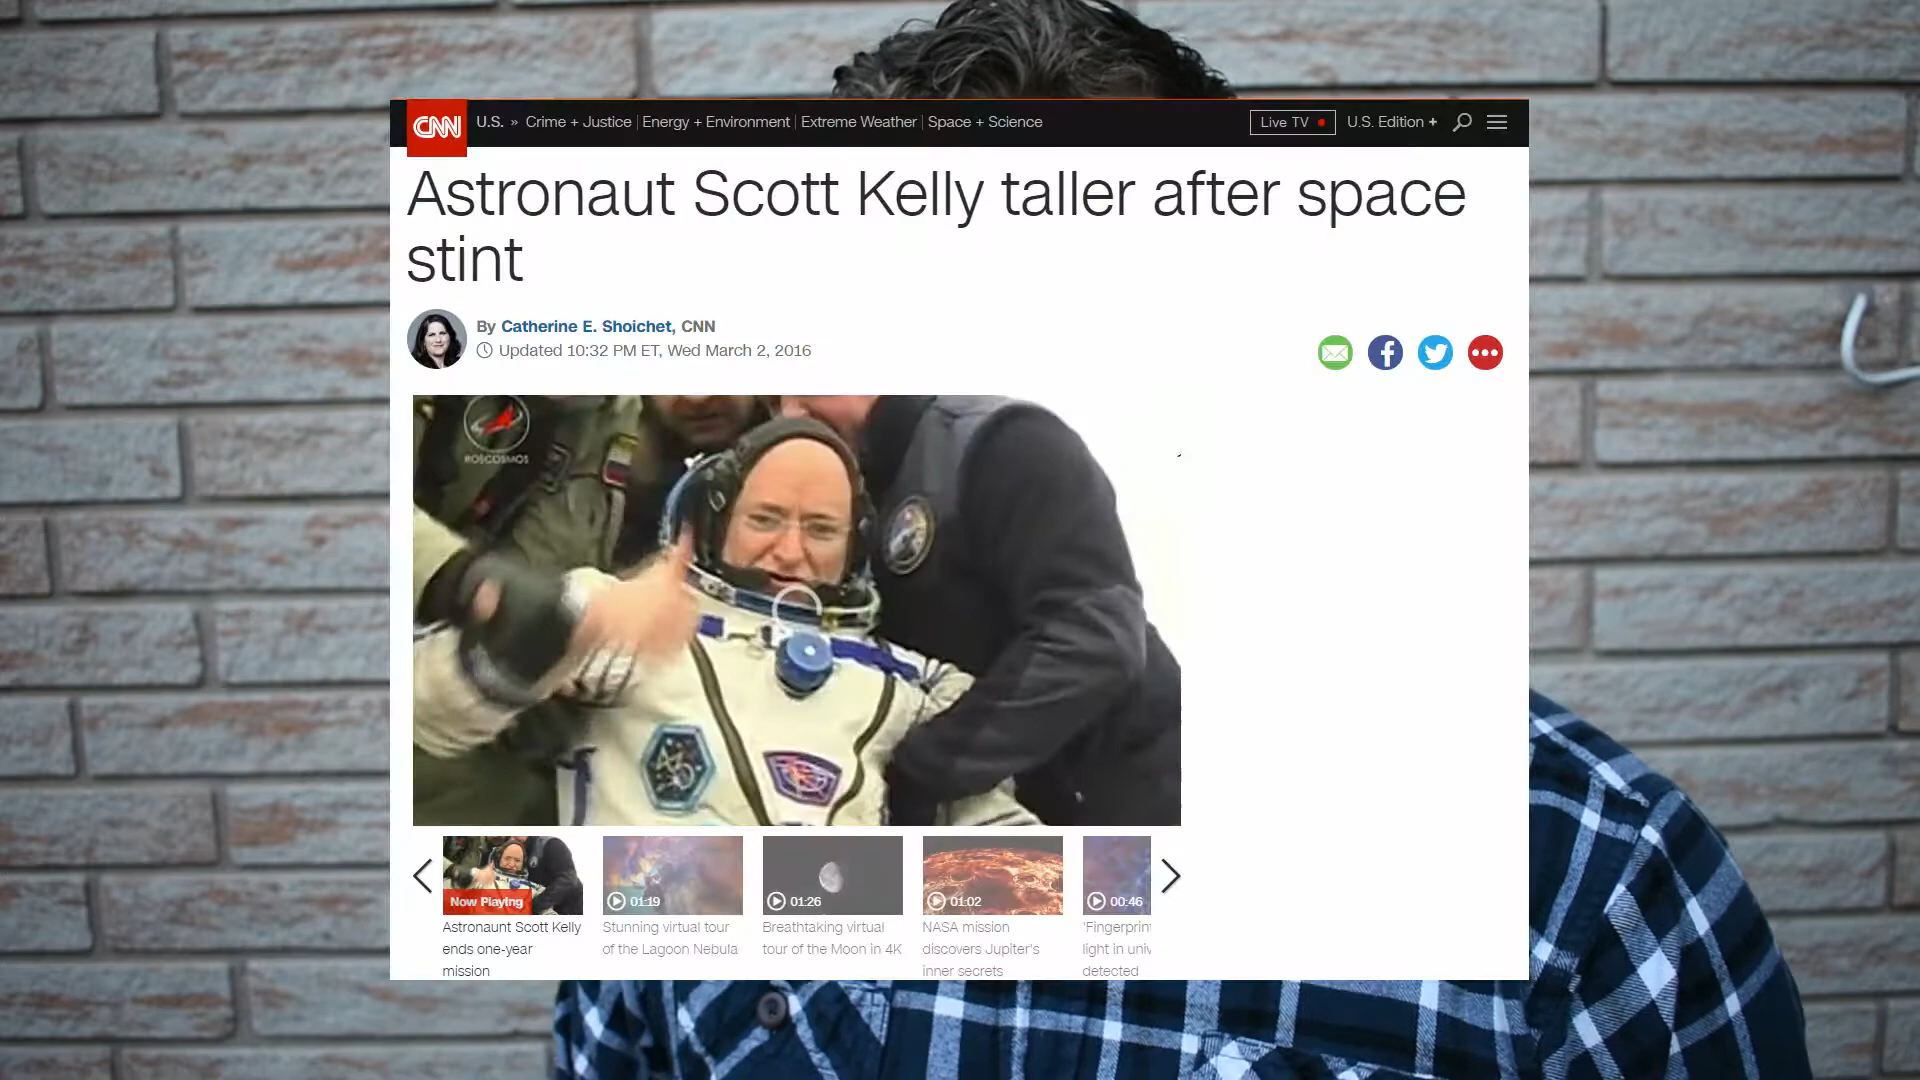 CNN
U.S. » Crime + Justice | Energy + Environment | Extreme Weather | Space + Science
Live TV
U.S. Edition +
Astronaut Scott Kelly taller after space
stint
By Catherine E. Shoichet, CNN
Updated 10:32 PM ET, Wed March 2, 2016
ROSCOSMOS
Now Playing
01:19
01:26
01:02
00:46
Astronaunt Scott Kelly
ends one-year
mission
Stunning virtual tour
of the Lagoon Nebula
Breathtaking virtual
tour of the Moon in 4K
NASA mission
discovers Jupiter's
inner secrets
'Fingerprint
light in univ
detected